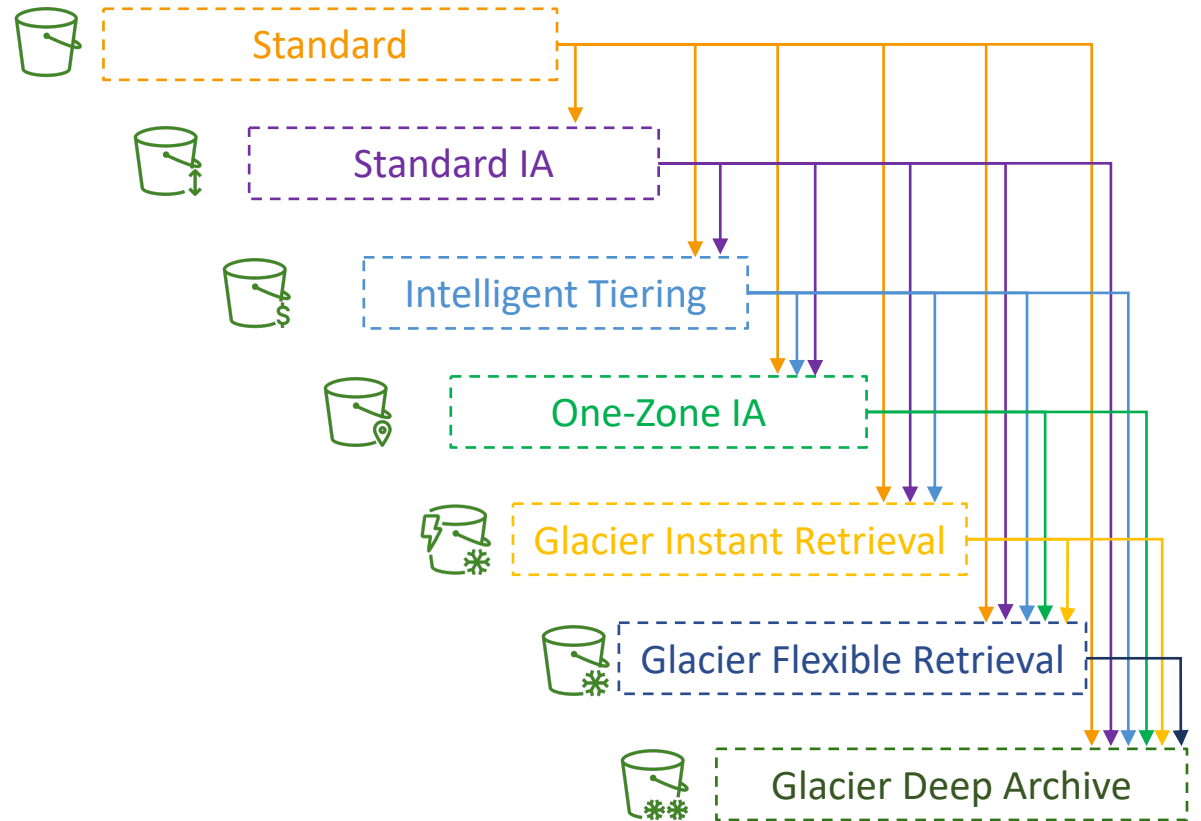 Standard
Standard IA
$
Intelligent Tiering
One-Zone IA
Glacier Instant Retrieval
Glacier Flexible Retrieval
Glacier Deep Archive